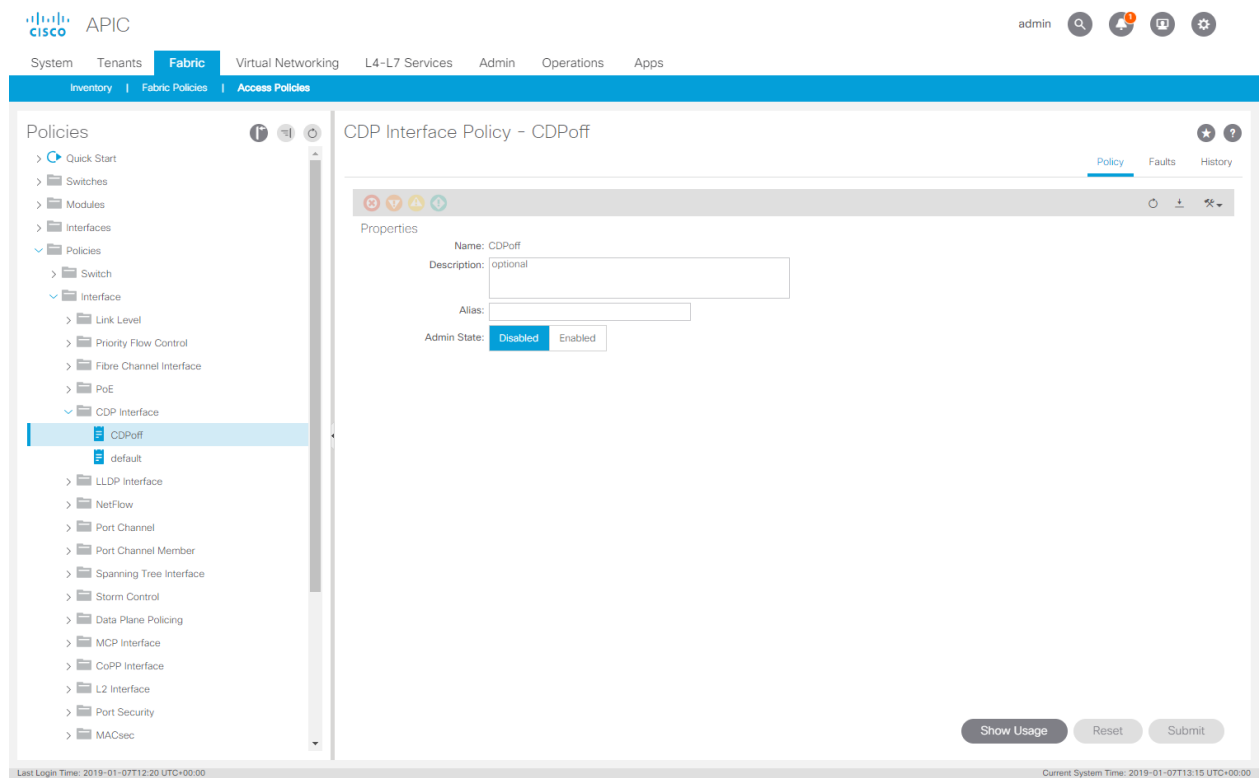 CISCO APIC admin 1
System Tenants Fabric Virtual Networking L4-L7 Services Admin Operations Apps
Inventory | Fabric Policies | Access Policies
Policies
Quick Start
Switches
Modules
Interfaces
Policies
Switch
Interface
Link Level
Priority Flow Control
Fibre Channel Interface
PoE
CDP Interface
CDPoff
default
LLDP Interface
NetFlow
Port Channel
Port Channel Member
Spanning Tree Interface
Storm Control
Data Plane Policing
MCP Interface
CoPP Interface
L2 Interface
Port Security
MACsec
CDP Interface Policy - CDPoff
Policy Faults History
Properties
Name: CDPoff
Description: optional
Alias:
Admin State: Disabled Enabled
Show Usage Reset Submit
Last Login Time: 2019-01-07T12:20 UTC+00:00
Current System Time: 2019-01-07T13:15 UTC+00:00